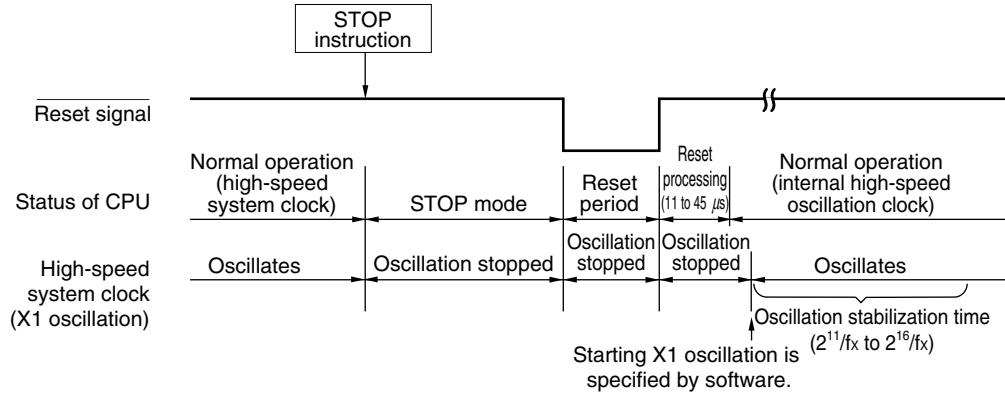 STOP
instruction
Reset signal
Status of CPU
Normal operation
(high-speed
system clock)
STOP mode
Reset
period
Reset
processing
(11 to 45 μs)
Normal operation
(internal high-speed
oscillation clock)
High-speed
system clock
(X1 oscillation)
Oscillates
Oscillation stopped
Oscillation
stopped
Oscillation
stopped
Oscillates
Oscillation stabilization time
(2¹¹/fx to 2¹⁶/fx)
Starting X1 oscillation is
specified by software.